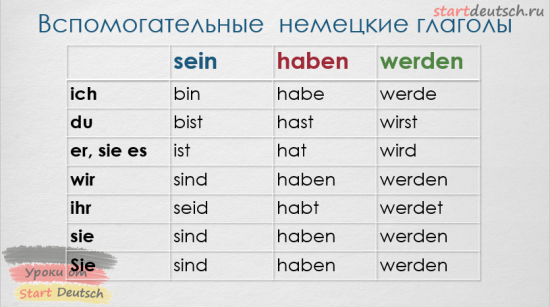 startdeutsch.ru
Вспомогательные немецкие глаголы
sein haben werden
ich bin habe werde
du bist hast wirst
er, sie es ist hat wird
wir sind haben werden
ihr seid habt werdet
sie sind haben werden
Sie sind haben werden
Уроки от
Start Deutsch